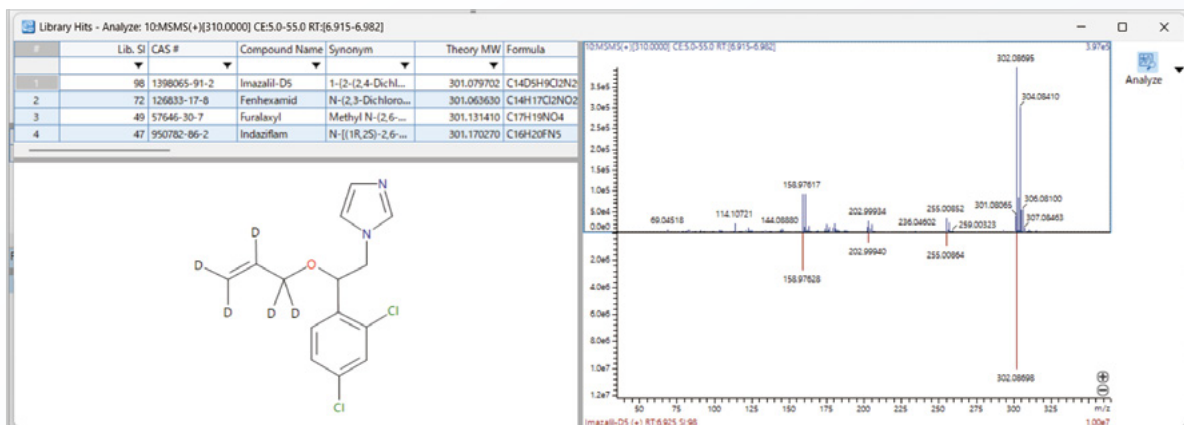 Library Hits - Analyze: 10:MSMS(+)[310.0000] CE:5.0-55.0 RT:[6.915-6.982]
# Lib. SI CAS # Compound Name Synonym Theory MW Formula
1 98 1398065-91-2 Imazalil-D5 1-{2-(2,4-Dichl... 301.079702 C14D5H9Cl2N2
2 72 126833-17-8 Fenhexamid N-(2,3-Dichloro... 301.063630 C14H17Cl2NO2
3 49 57646-30-7 Furalaxyl Methyl N-(2,6-... 301.131410 C17H19NO4
4 47 950782-86-2 Indaziflam N-[(1R,2S)-2,6-... 301.170270 C16H20FN5
N
N
D
D
O
D
D
D
Cl
Cl
10:MSMS(+)[310.0000] CE:5.0-55.0 RT:[6.915-6.982] 3.97e5
302.08695
304.08410
3.5e5
3.0e5
2.5e5
2.0e5
1.5e5
1.0e5
5.0e4
0.0e0
69.04518
114.10721
144.08880
158.97617
202.99934
236.04602
255.00852
259.00323
301.08065
306.08100
307.08463
2.0e6
4.0e6
6.0e6
8.0e6
1.0e7
1.2e7
158.97628
202.99940
255.00864
302.08698
50 75 100 125 150 175 200 225 250 275 300 325 m/z
Imazalil-D5 (+) RT:6.925 SI:98 1.00e7
Analyze